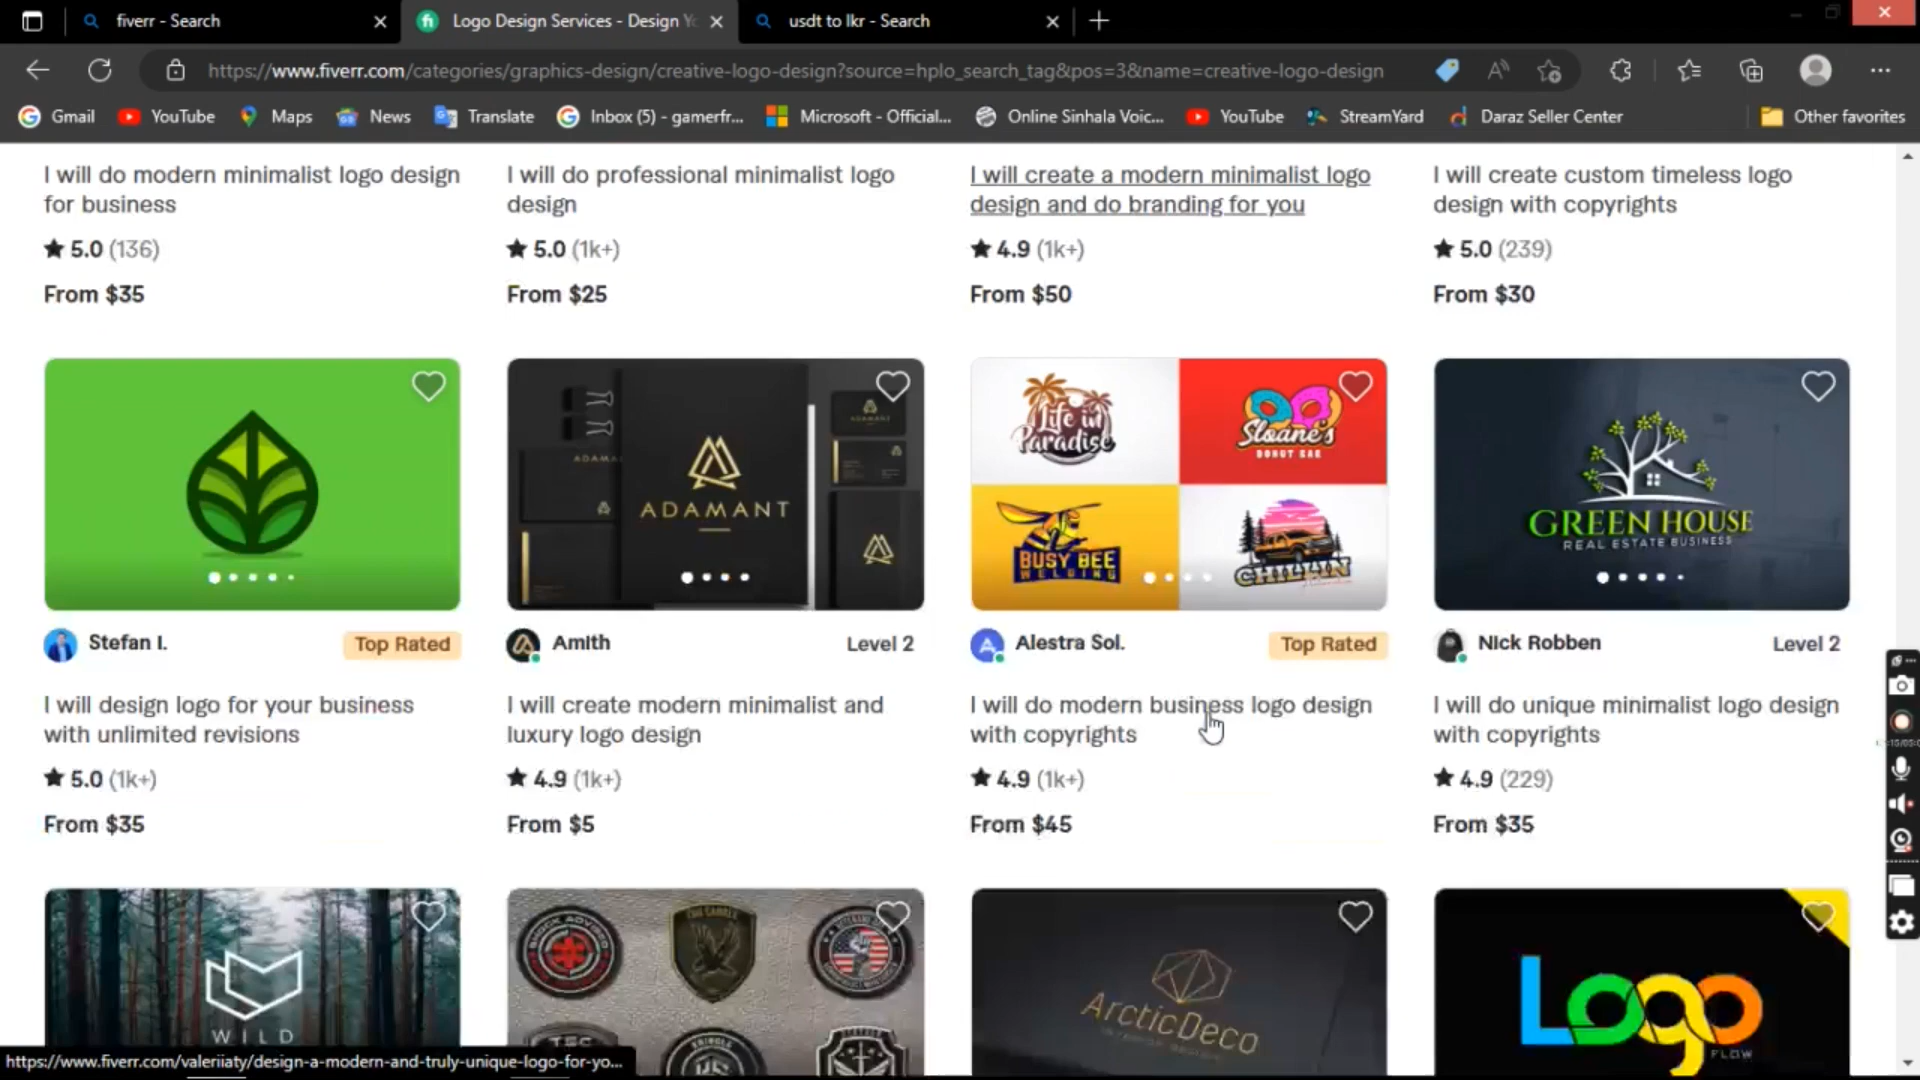 fiverr - Search
Logo Design Services - Design Y
usdt to lkr - Search
https://www.fiverr.com/categories/graphics-design/creative-logo-design?source=hplo_search_tag&pos=3&name=creative-logo-design
Gmail
YouTube
Maps
News
Translate
Inbox (5) - gamerfr...
Microsoft - Official...
Online Sinhala Voic...
YouTube
StreamYard
Daraz Seller Center
Other favorites
I will do modern minimalist logo design
for business
5.0 (136)
From $35
I will do professional minimalist logo
design
5.0 (1k+)
From $25
I will create a modern minimalist logo
design and do branding for you
4.9 (1k+)
From $50
I will create custom timeless logo
design with copyrights
5.0 (239)
From $30
ADAMANT
Life in
Paradise
Sloane's
DONUT BAR
BUSY BEE
WELDING
CHILLIN
GREEN HOUSE
REAL ESTATE BUSINESS
Stefan I.
Top Rated
I will design logo for your business
with unlimited revisions
5.0 (1k+)
From $35
Amith
Level 2
I will create modern minimalist and
luxury logo design
4.9 (1k+)
From $5
Alestra Sol.
Top Rated
I will do modern business logo design
with copyrights
4.9 (1k+)
From $45
Nick Robben
Level 2
I will do unique minimalist logo design
with copyrights
4.9 (229)
From $35
WILD
ArcticDeco
INTERIOR DESIGN
Logo
FLOW
https://www.fiverr.com/valeriiaty/design-a-modern-and-truly-unique-logo-for-yo...